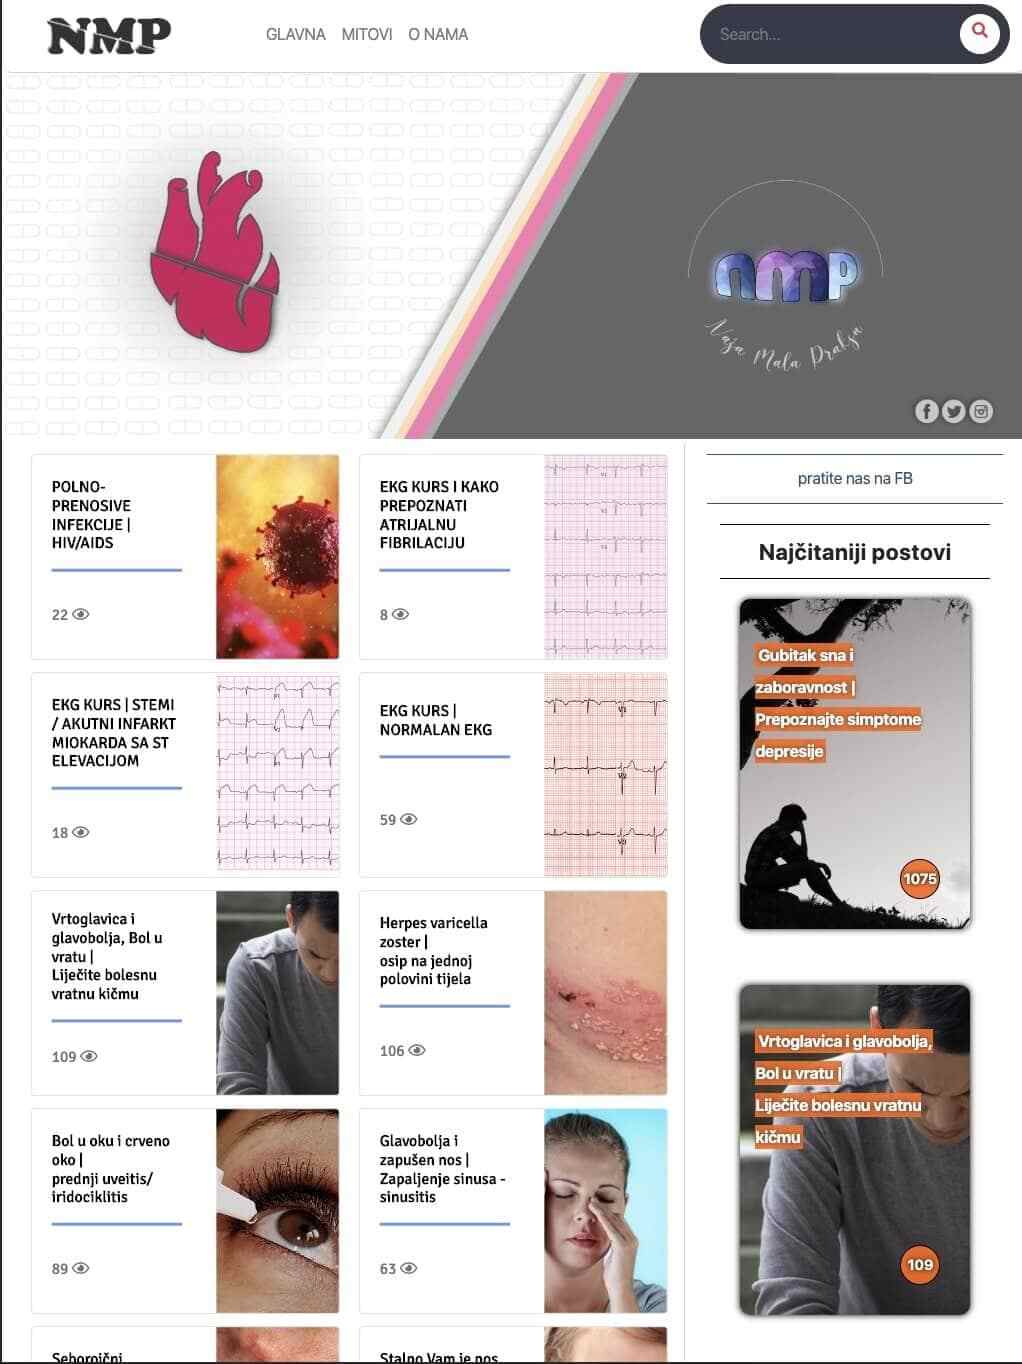 NMP
GLAVNA MITOVI O NAMA
Search...
nmp
Naša Mala Praksa
POLNO-
PRENOSIVE
INFEKCIJE |
HIV/AIDS
22
EKG KURS I KAKO
PREPOZNATI
ATRIJALNU
FIBRILACIJU
8
EKG KURS | STEMI
/ AKUTNI INFARKT
MIOKARDA SA ST
ELEVACIJOM
18
EKG KURS |
NORMALAN EKG
59
Vrtoglavica i
glavobolja, Bol u
vratu |
Liječite bolesnu
vratnu kičmu
109
Herpes varicella
zoster |
osip na jednoj
polovini tijela
106
Bol u oku i crveno
oko |
prednji uveitis/
iridociklitis
89
Glavobolja i
zapušen nos |
Zapaljenje sinusa -
sinusitis
63
Seboroični
Stalno Vam je nos
pratite nas na FB
Najčitaniji postovi
Gubitak sna i
zaboravnost |
Prepoznajte simptome
depresije
1075
Vrtoglavica i glavobolja,
Bol u vratu |
Liječite bolesnu vratnu
kičmu
109